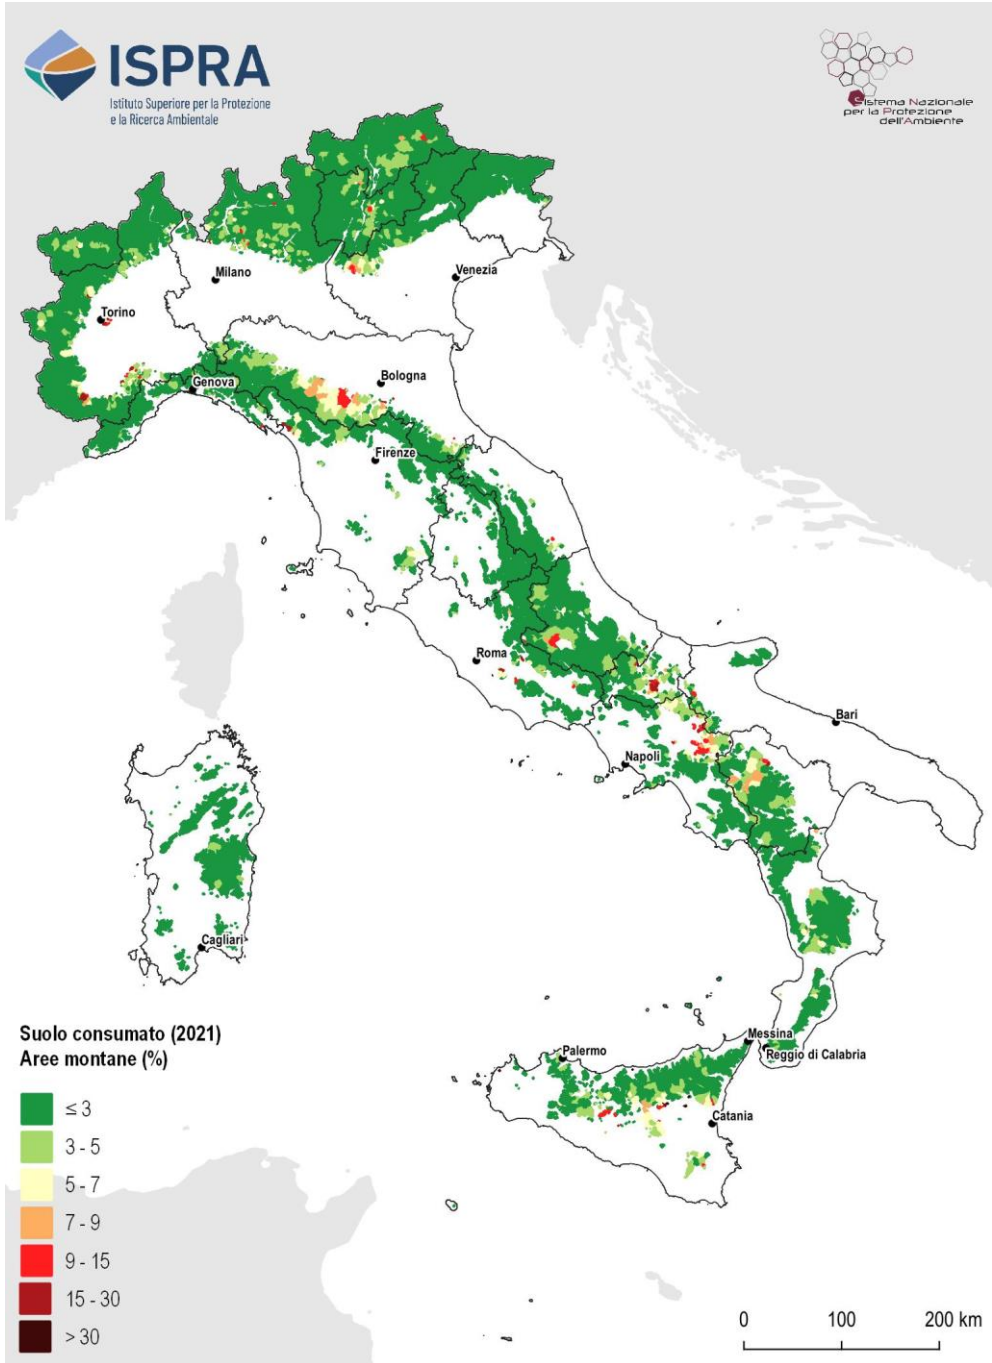 ISPRA
Istituto Superiore per la Protezione
e la Ricerca Ambientale
Sistema Nazionale
per la Protezione
dell'Ambiente
Milano
Venezia
Torino
Bologna
Genova
Firenze
Roma
Bari
Napoli
Cagliari
Messina
Palermo
Reggio di Calabria
Catania
Suolo consumato (2021)
Aree montane (%)
≤ 3
3 - 5
5 - 7
7 - 9
9 - 15
15 - 30
> 30
0 100 200 km